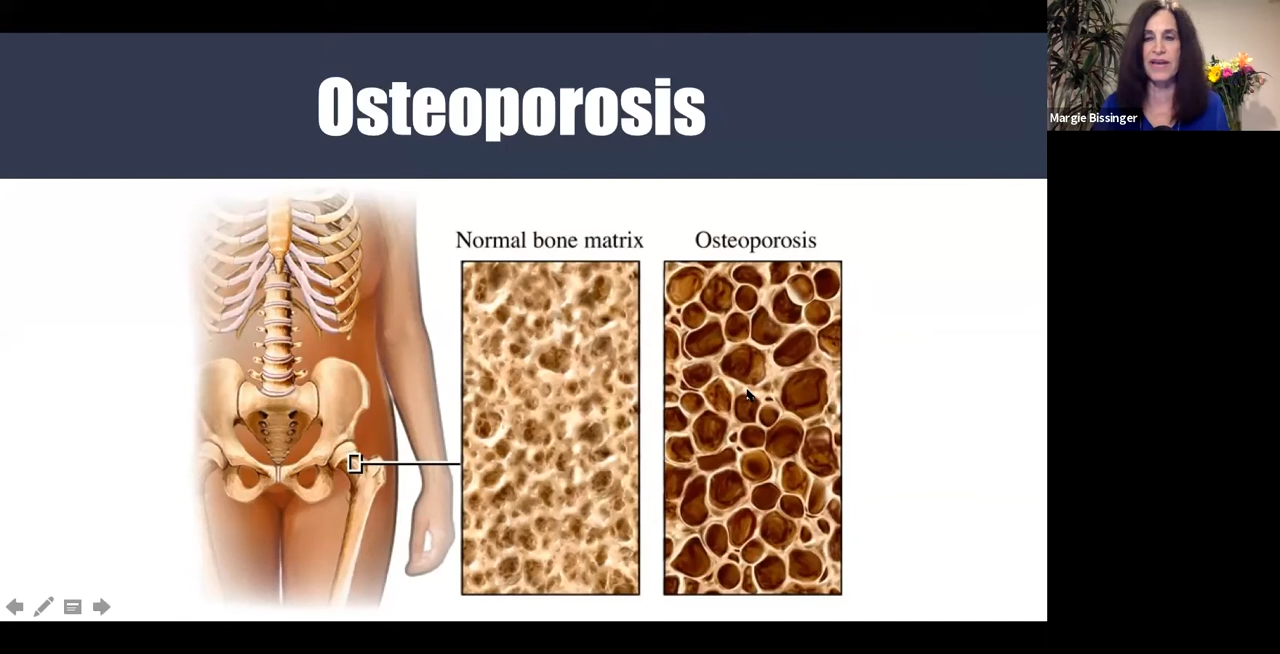 Osteoporosis
Margie Bissinger
Normal bone matrix
Osteoporosis